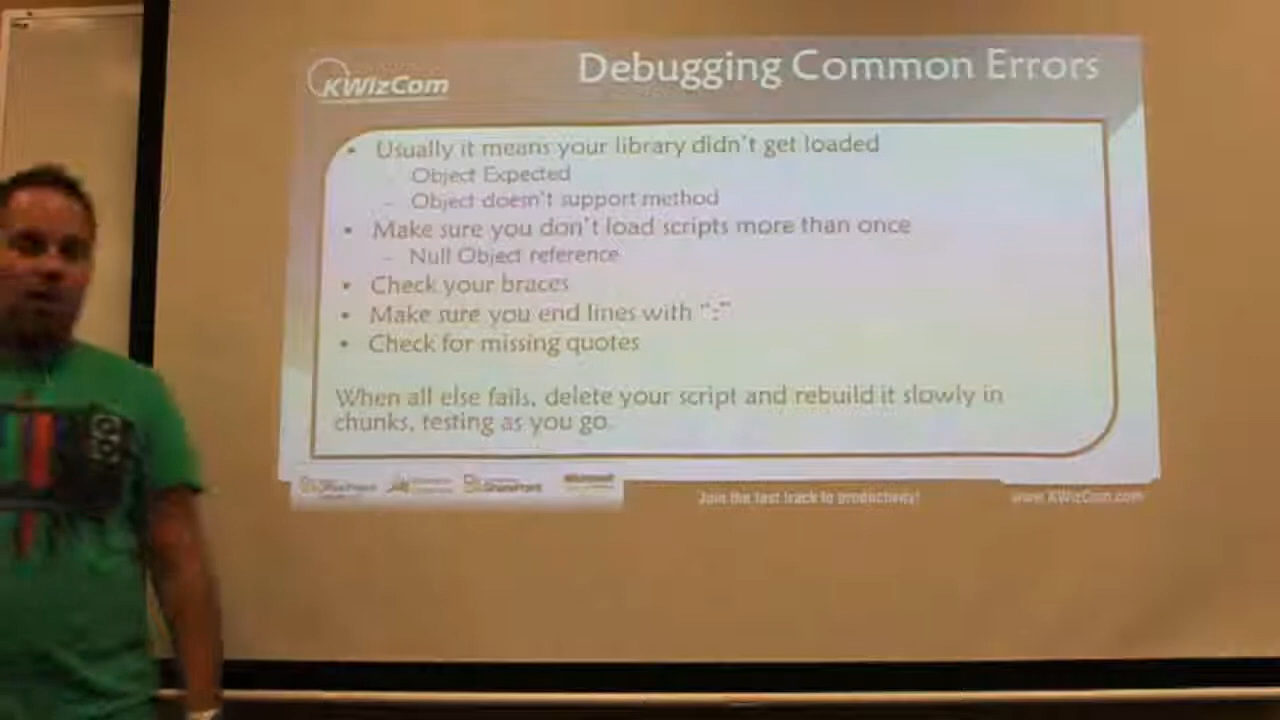 KWizCom
Debugging Common Errors
• Usually it means your library didn't get loaded
– Object Expected
– Object doesn't support method
• Make sure you don't load scripts more than once
– Null Object reference
• Check your braces
• Make sure you end lines with ";"
• Check for missing quotes
When all else fails, delete your script and rebuild it slowly in
chunks, testing as you go.
SharePoint
Microsoft
Join the fast track to productivity!
www.KWizCom.com